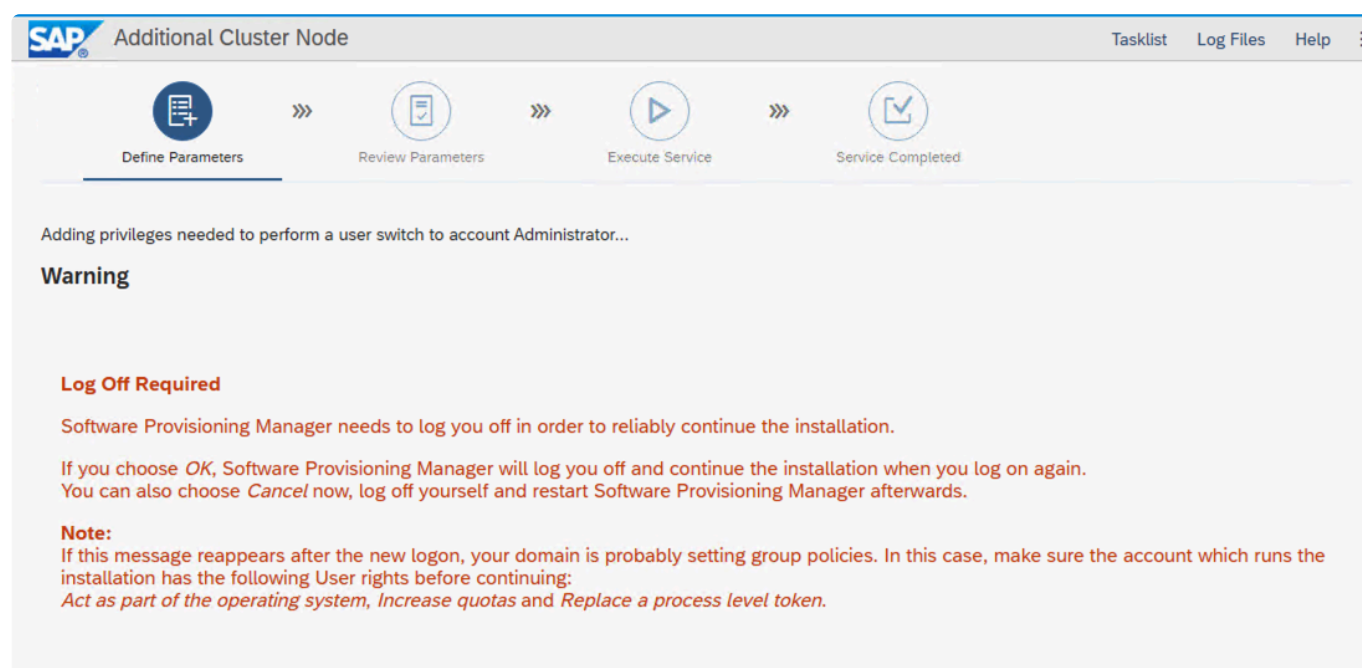 SAP® Additional Cluster Node Tasklist Log Files Help
Define Parameters Review Parameters Execute Service Service Completed
Adding privileges needed to perform a user switch to account Administrator...
Warning
Log Off Required
Software Provisioning Manager needs to log you off in order to reliably continue the installation.
If you choose OK, Software Provisioning Manager will log you off and continue the installation when you log on again.
You can also choose Cancel now, log off yourself and restart Software Provisioning Manager afterwards.
Note:
If this message reappears after the new logon, your domain is probably setting group policies. In this case, make sure the account which runs the
installation has the following User rights before continuing:
Act as part of the operating system, Increase quotas and Replace a process level token.